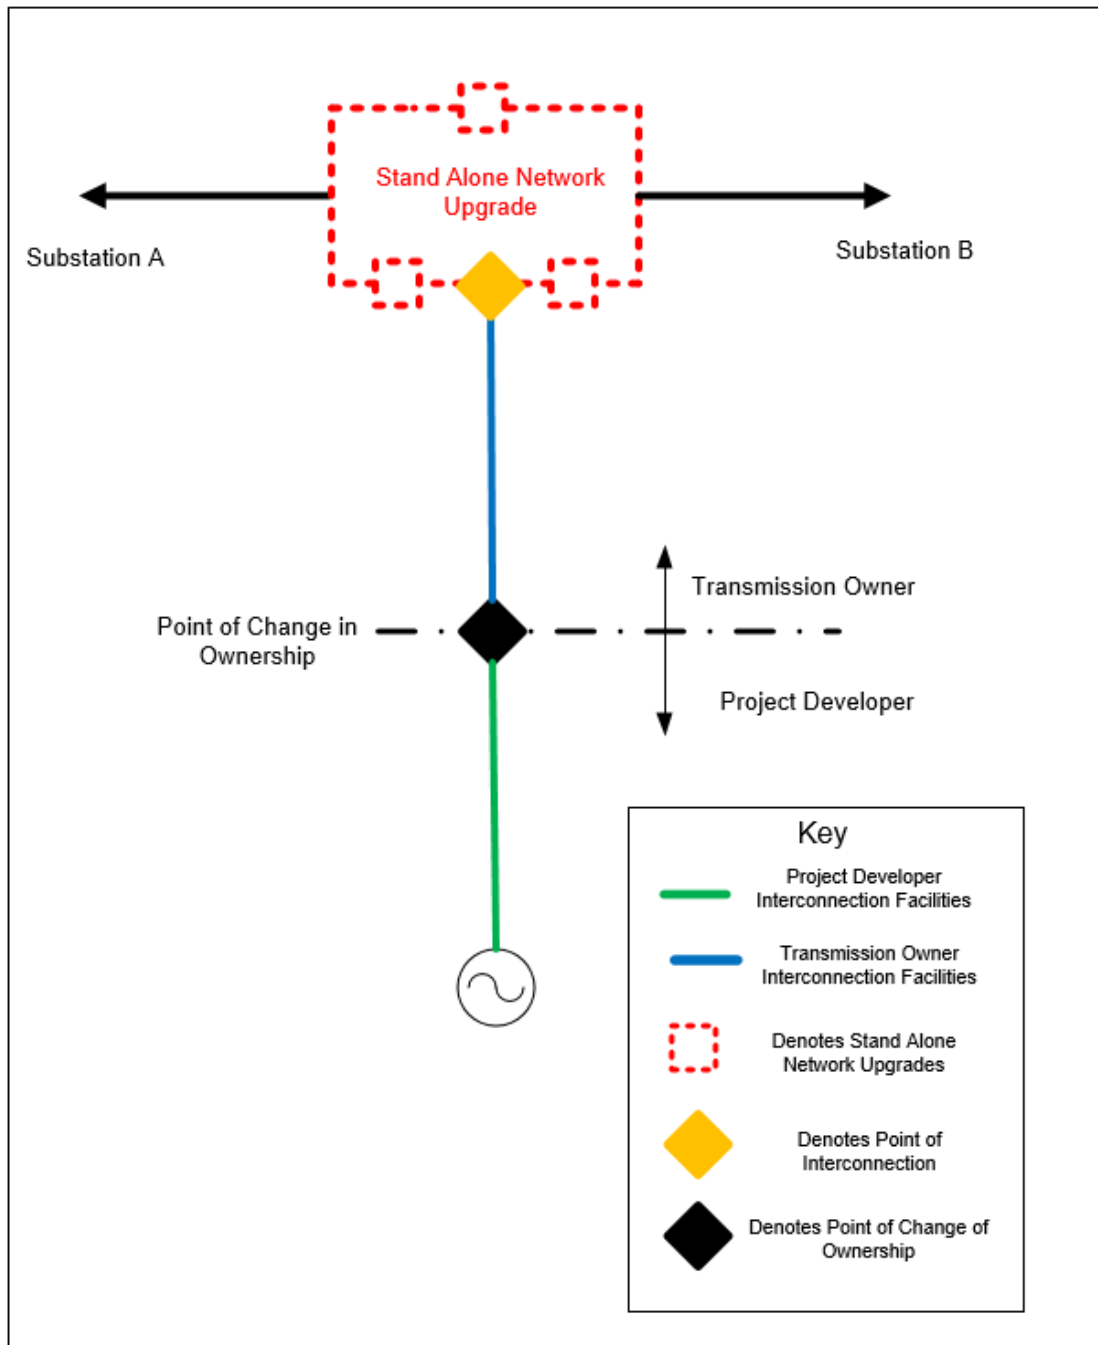 Stand Alone Network
Upgrade
Substation A
Substation B
Transmission Owner
Point of Change in
Ownership
Project Developer
Key
Project Developer
Interconnection Facilities
Transmission Owner
Interconnection Facilities
Denotes Stand Alone
Network Upgrades
Denotes Point of
Interconnection
Denotes Point of Change of
Ownership